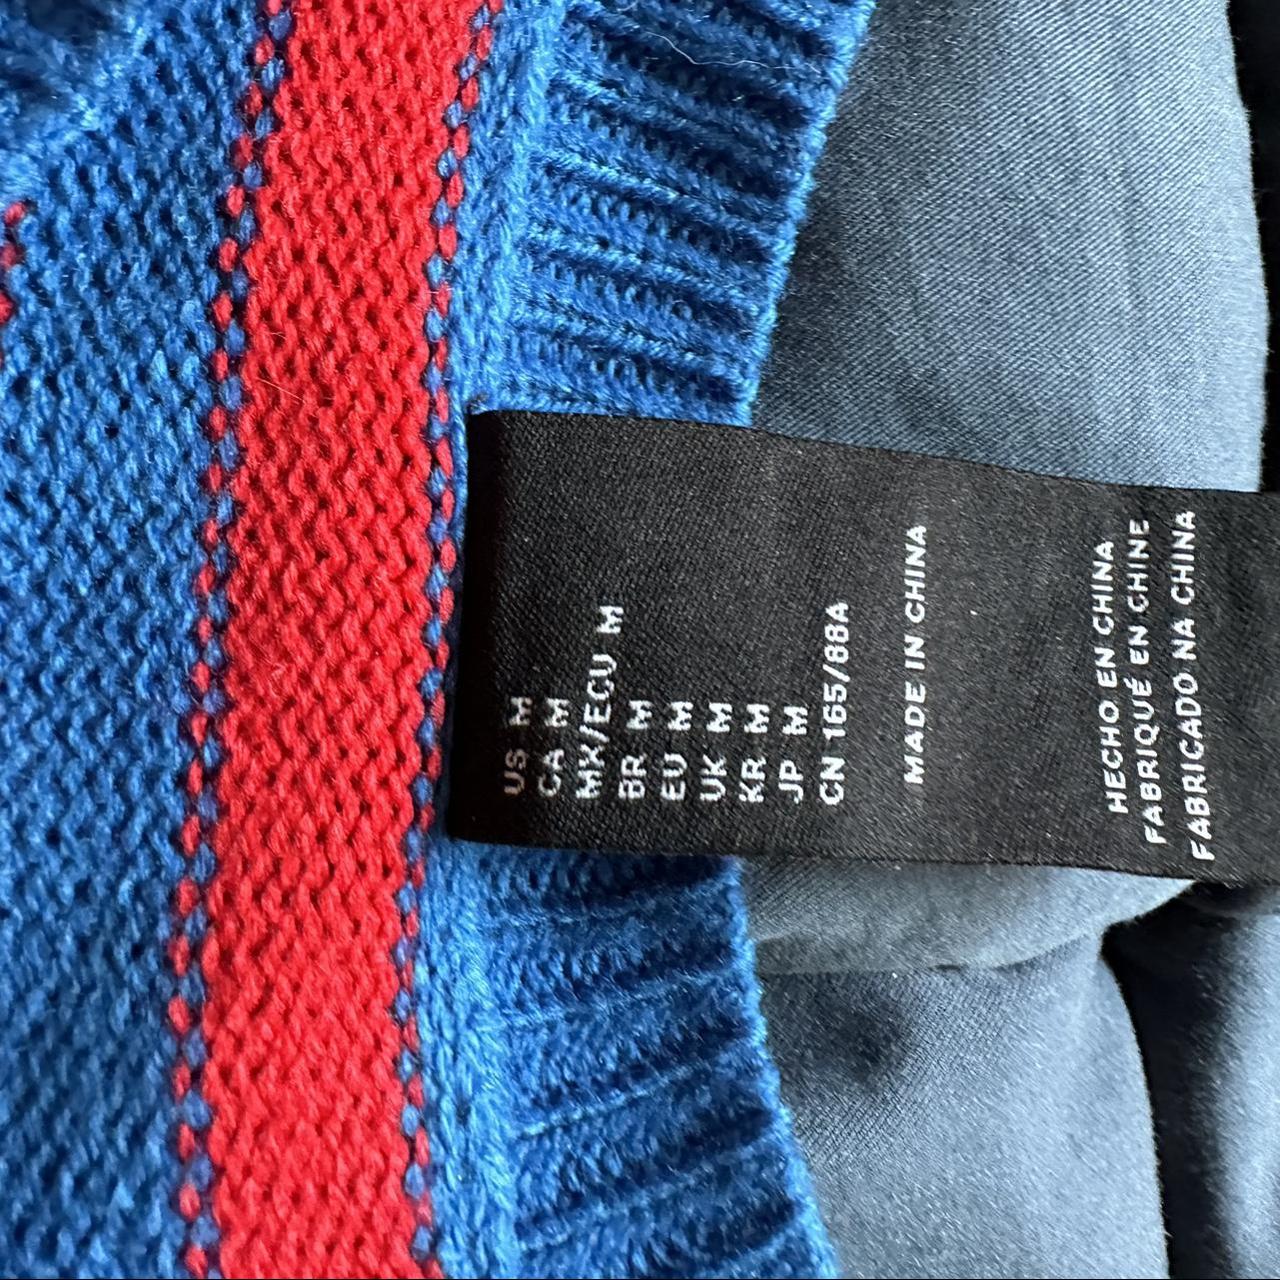 US M
CA M
MX/ECU M
BR M
EU M
UK M
KR M
JP M
CN 165/88A
MADE IN CHINA
HECHO EN CHINA
FABRIQUÉ EN CHINE
FABRICADO NA CHINA